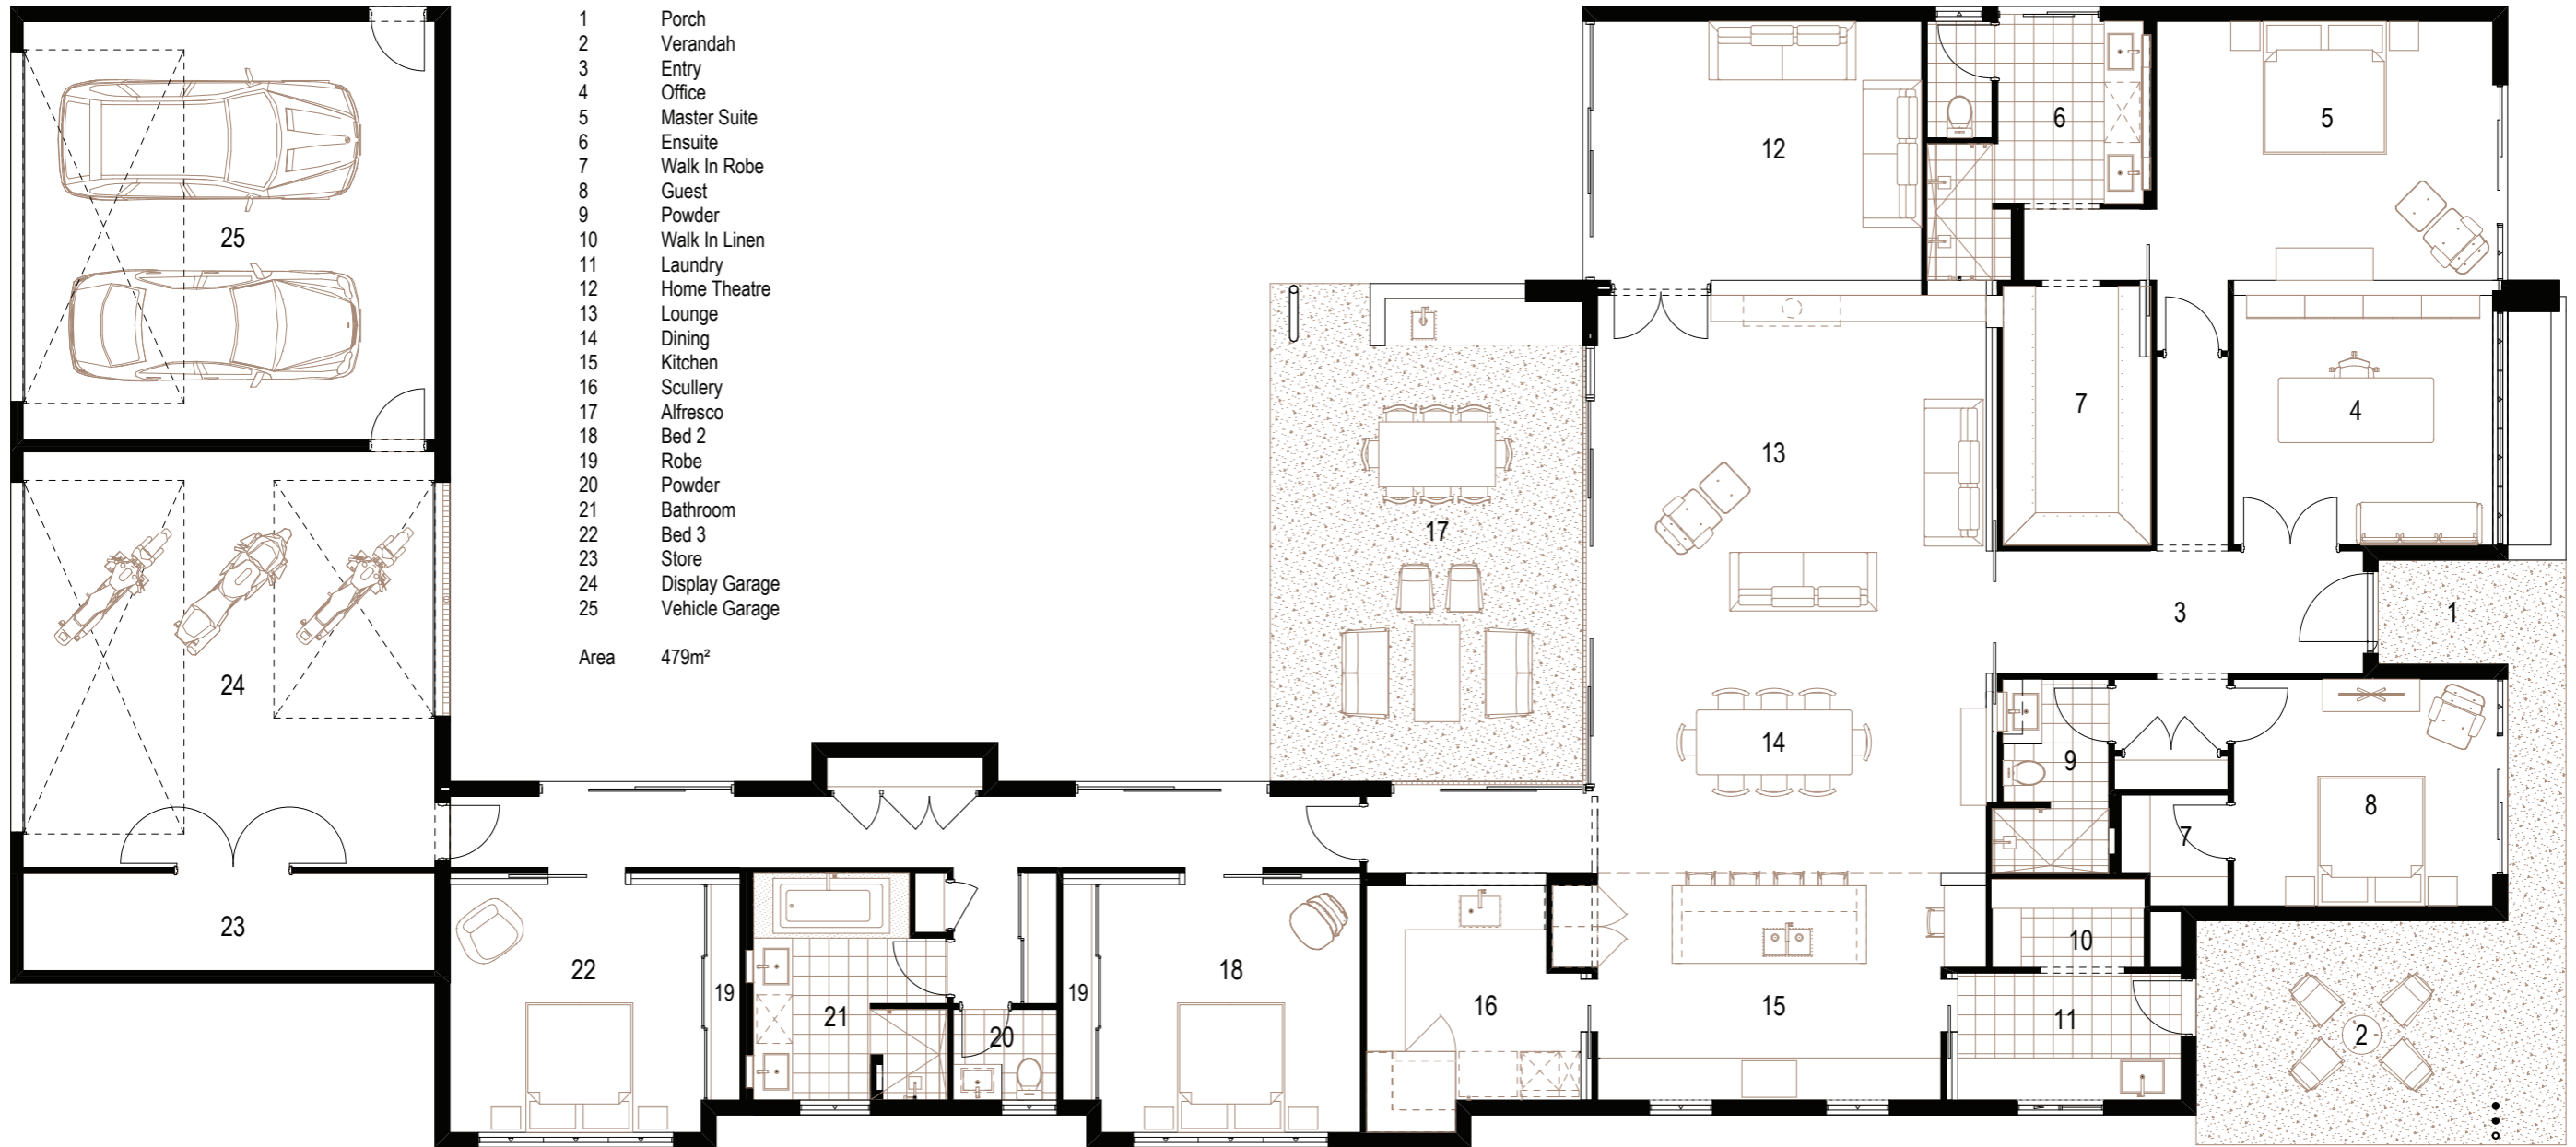 1 Porch
2 Verandah
3 Entry
4 Office
5 Master Suite
6 Ensuite
7 Walk In Robe
8 Guest
9 Powder
10 Walk In Linen
11 Laundry
12 Home Theatre
13 Lounge
14 Dining
15 Kitchen
16 Scullery
17 Alfresco
18 Bed 2
19 Robe
20 Powder
21 Bathroom
22 Bed 3
23 Store
24 Display Garage
25 Vehicle Garage
Area 479m²
25
24
23
22
19
21
20
19
18
17
12
6
5
13
7
4
3
1
14
9
8
7
16
15
10
11
2